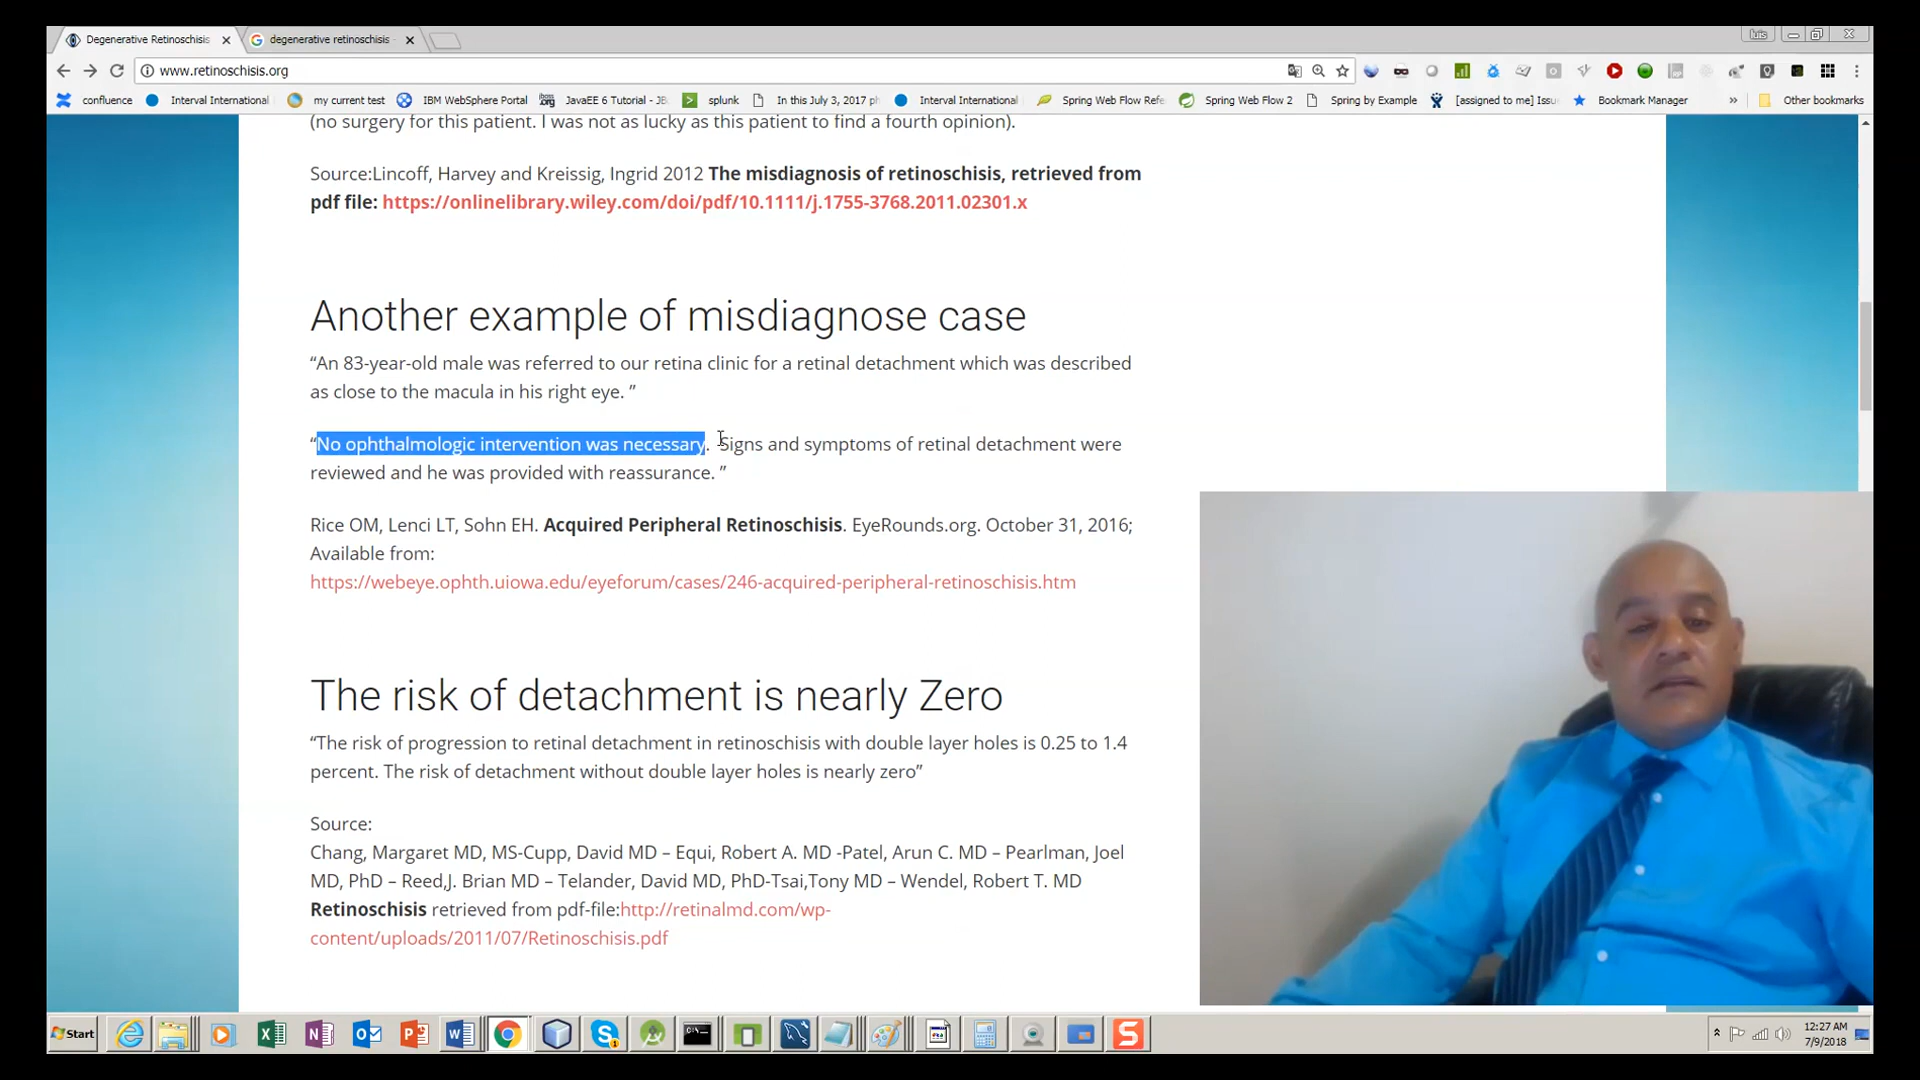 Degenerative Retinoschisis
degenerative retinoschisis
luis
www.retinoschisis.org
confluence
Interval International
my current test
IBM WebSphere Portal
JavaEE 6 Tutorial - JB
splunk
In this July 3, 2017 ph
Interval International
Spring Web Flow Refe
Spring Web Flow 2
Spring by Example
[assigned to me] Issu
Bookmark Manager
»
Other bookmarks
(no surgery for this patient. I was not as lucky as this patient to find a fourth opinion).
Source:Lincoff, Harvey and Kreissig, Ingrid 2012 The misdiagnosis of retinoschisis, retrieved from
pdf file: https://onlinelibrary.wiley.com/doi/pdf/10.1111/j.1755-3768.2011.02301.x
Another example of misdiagnose case
“An 83-year-old male was referred to our retina clinic for a retinal detachment which was described
as close to the macula in his right eye. ”
“No ophthalmologic intervention was necessary. Signs and symptoms of retinal detachment were
reviewed and he was provided with reassurance. ”
Rice OM, Lenci LT, Sohn EH. Acquired Peripheral Retinoschisis. EyeRounds.org. October 31, 2016;
Available from:
https://webeye.ophth.uiowa.edu/eyeforum/cases/246-acquired-peripheral-retinoschisis.htm
The risk of detachment is nearly Zero
“The risk of progression to retinal detachment in retinoschisis with double layer holes is 0.25 to 1.4
percent. The risk of detachment without double layer holes is nearly zero”
Source:
Chang, Margaret MD, MS-Cupp, David MD – Equi, Robert A. MD -Patel, Arun C. MD – Pearlman, Joel
MD, PhD – Reed,J. Brian MD – Telander, David MD, PhD-Tsai,Tony MD – Wendel, Robert T. MD
Retinoschisis retrieved from pdf-file:http://retinalmd.com/wp-
content/uploads/2011/07/Retinoschisis.pdf
Start
12:27 AM
7/9/2018